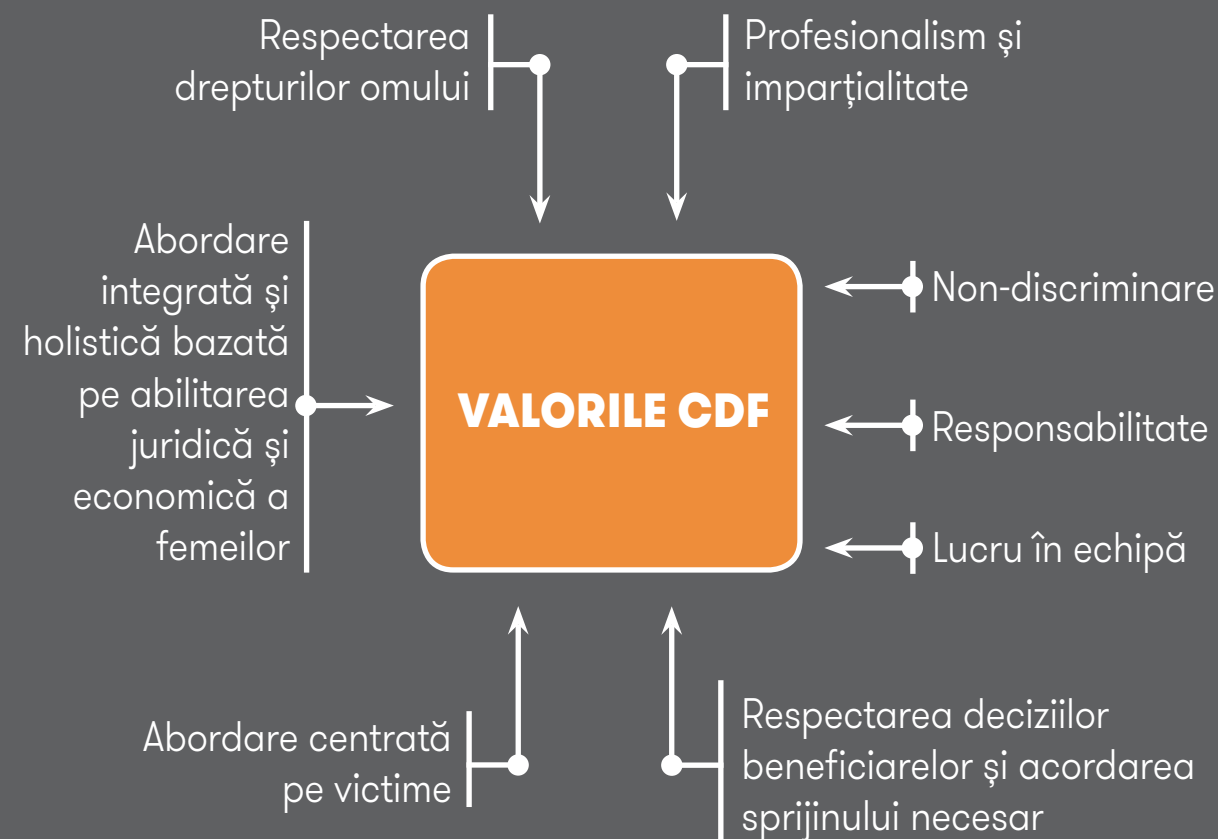 Respectarea
drepturilor omului
Profesionalism și
imparțialitate
Abordare
integrată și
holistică bazată
pe abilitarea
juridică și
economică a
femeilor
VALORILE CDF
Non-discriminare
Responsabilitate
Lucru în echipă
Abordare centrată
pe victime
Respectarea deciziilor
beneficiarelor și acordarea
sprijinului necesar